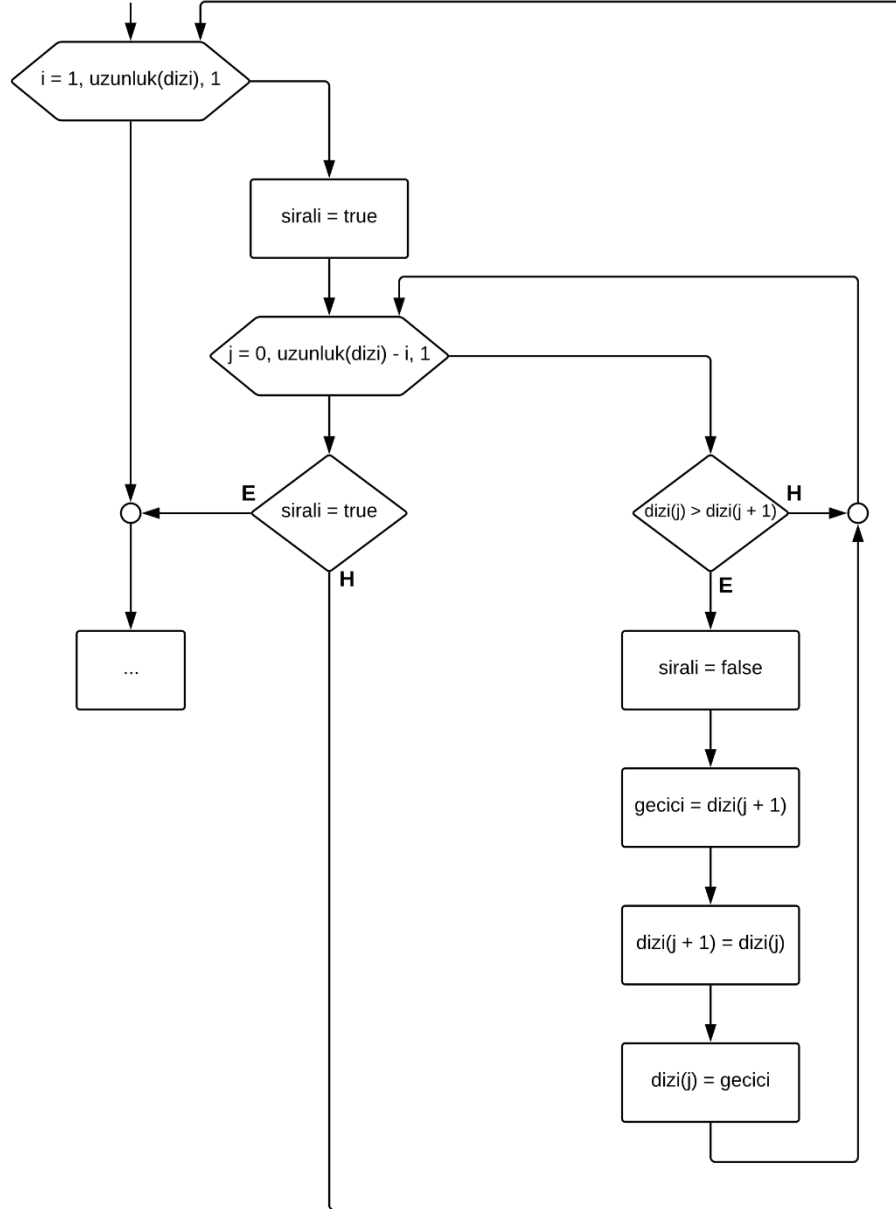 i = 1, uzunluk(dizi), 1
sirali = true
j = 0, uzunluk(dizi) - i, 1
E
sirali = true
H
dizi(j) > dizi(j + 1)
H
E
...
sirali = false
gecici = dizi(j + 1)
dizi(j + 1) = dizi(j)
dizi(j) = gecici